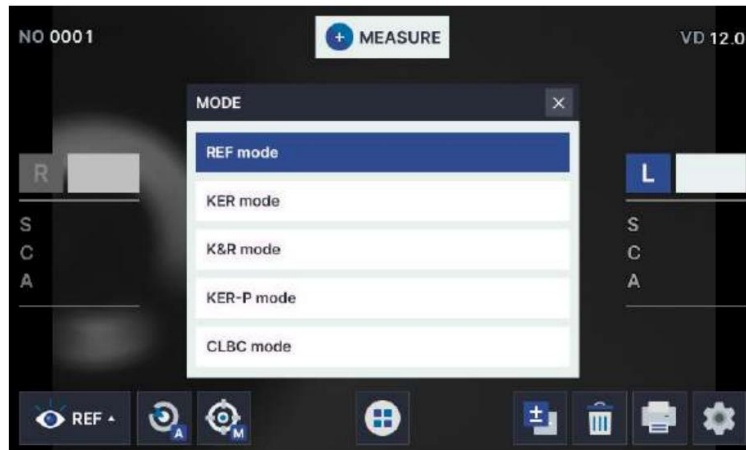 NO 0001
+ MEASURE
VD 12.0
MODE
REF mode
KER mode
K&R mode
KER-P mode
CLBC mode
R
S
C
A
L
S
C
A
REF
A
M
±